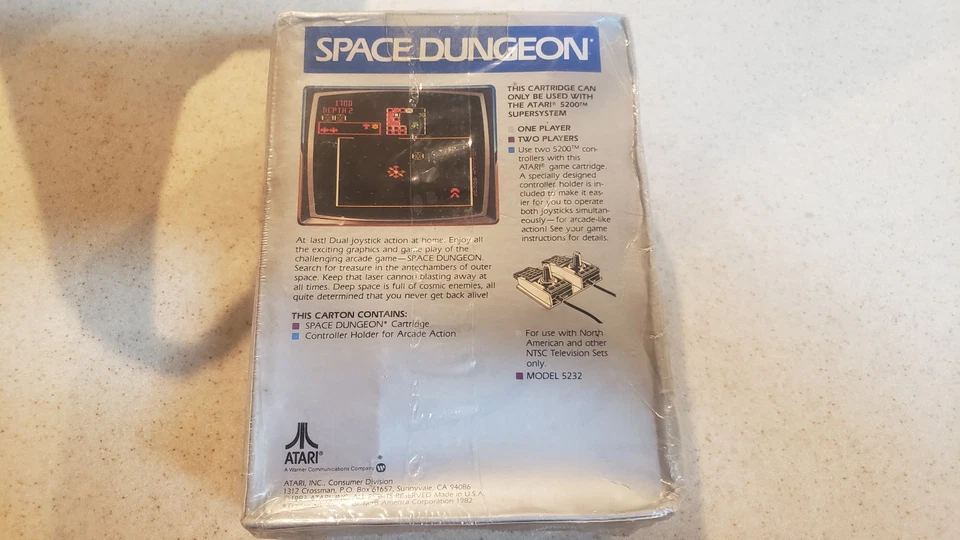 SPACE DUNGEON®
1700
DEPTH 2
THIS CARTRIDGE CAN
ONLY BE USED WITH
THE ATARI® 5200™
SUPERSYSTEM
ONE PLAYER
TWO PLAYERS
Use two 5200™ con-
trollers with this
ATARI® game cartridge.
A specially designed
controller holder is in-
cluded to make it eas-
ier for you to operate
both joysticks simultan-
eously—for arcade-like
action! See your game
instructions for details.
At last! Dual joystick action at home. Enjoy all
the exciting graphics and game play of the
challenging arcade game—SPACE DUNGEON.
Search for treasure in the antechambers of outer
space. Keep that laser cannon blasting away at
all times. Deep space is full of cosmic enemies, all
quite determined that you never get back alive!
THIS CARTON CONTAINS:
SPACE DUNGEON* Cartridge
Controller Holder for Arcade Action
For use with North
American and other
NTSC Television Sets
only.
MODEL 5232
ATARI®
A Warner Communications Company
ATARI, INC., Consumer Division
1312 Crossman, P.O. Box 61657, Sunnyvale, CA 94086
RESERVED Made in U.S.A.
America Corporation 1982